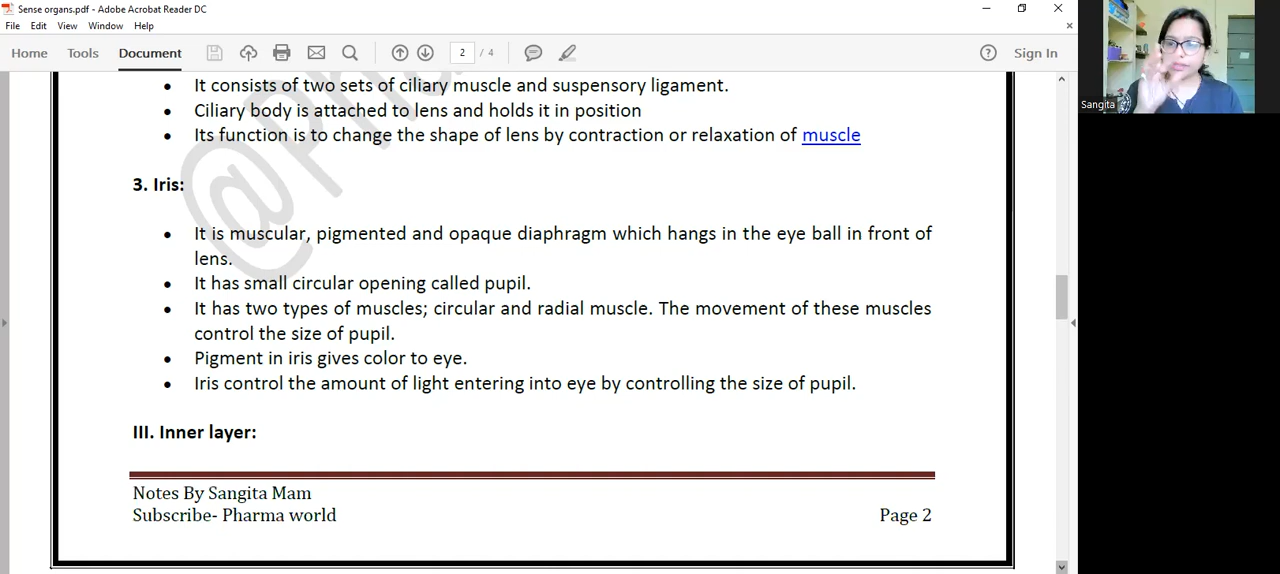 Sense organs.pdf - Adobe Acrobat Reader DC
File Edit View Window Help
Home Tools Document 2 / 4 Sign In
• It consists of two sets of ciliary muscle and suspensory ligament.
• Ciliary body is attached to lens and holds it in position
• Its function is to change the shape of lens by contraction or relaxation of muscle
3. Iris:
• It is muscular, pigmented and opaque diaphragm which hangs in the eye ball in front of
lens.
• It has small circular opening called pupil.
• It has two types of muscles; circular and radial muscle. The movement of these muscles
control the size of pupil.
• Pigment in iris gives color to eye.
• Iris control the amount of light entering into eye by controlling the size of pupil.
III. Inner layer:
Notes By Sangita Mam
Subscribe- Pharma world
Page 2
Sangita